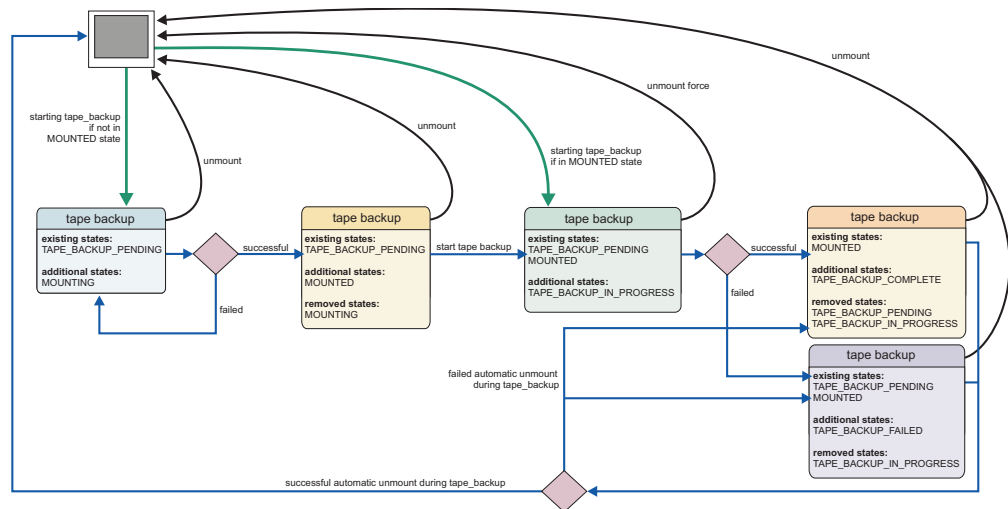 unmount
unmount force
starting tape_backup
if not in
MOUNTED state
unmount
unmount
starting tape_backup
if in MOUNTED state
tape backup
existing states:
TAPE_BACKUP_PENDING
additional states:
MOUNTING
successful
failed
tape backup
existing states:
TAPE_BACKUP_PENDING
additional states:
MOUNTED
removed states:
MOUNTING
start tape backup
tape backup
existing states:
TAPE_BACKUP_PENDING
MOUNTED
additional states:
TAPE_BACKUP_IN_PROGRESS
successful
failed
tape backup
existing states:
MOUNTED
additional states:
TAPE_BACKUP_COMPLETE
removed states:
TAPE_BACKUP_PENDING
TAPE_BACKUP_IN_PROGRESS
failed automatic unmount
during tape_backup
tape backup
existing states:
TAPE_BACKUP_PENDING
MOUNTED
additional states:
TAPE_BACKUP_FAILED
removed states:
TAPE_BACKUP_IN_PROGRESS
successful automatic unmount during tape_backup